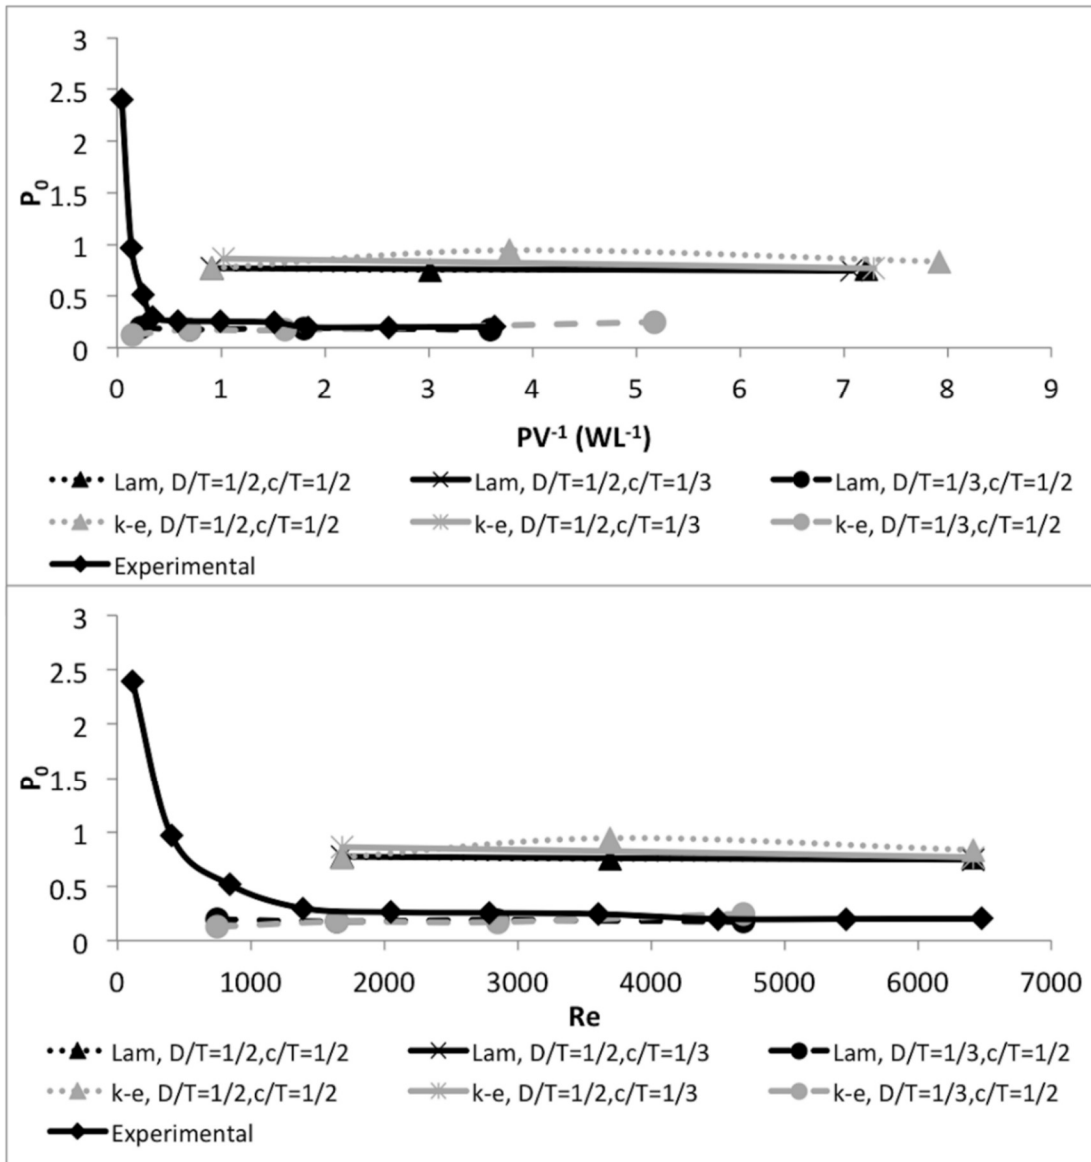 3
2.5
2
1.5
1
0.5
0
P₀
0 1 2 3 4 5 6 7 8 9
PV⁻¹ (WL⁻¹)
Lam, D/T=1/2,c/T=1/2 Lam, D/T=1/2,c/T=1/3 Lam, D/T=1/3,c/T=1/2
k-e, D/T=1/2,c/T=1/2 k-e, D/T=1/2,c/T=1/3 k-e, D/T=1/3,c/T=1/2
Experimental
3
2.5
2
1.5
1
0.5
0
P₀
0 1000 2000 3000 4000 5000 6000 7000
Re
Lam, D/T=1/2,c/T=1/2 Lam, D/T=1/2,c/T=1/3 Lam, D/T=1/3,c/T=1/2
k-e, D/T=1/2,c/T=1/2 k-e, D/T=1/2,c/T=1/3 k-e, D/T=1/3,c/T=1/2
Experimental